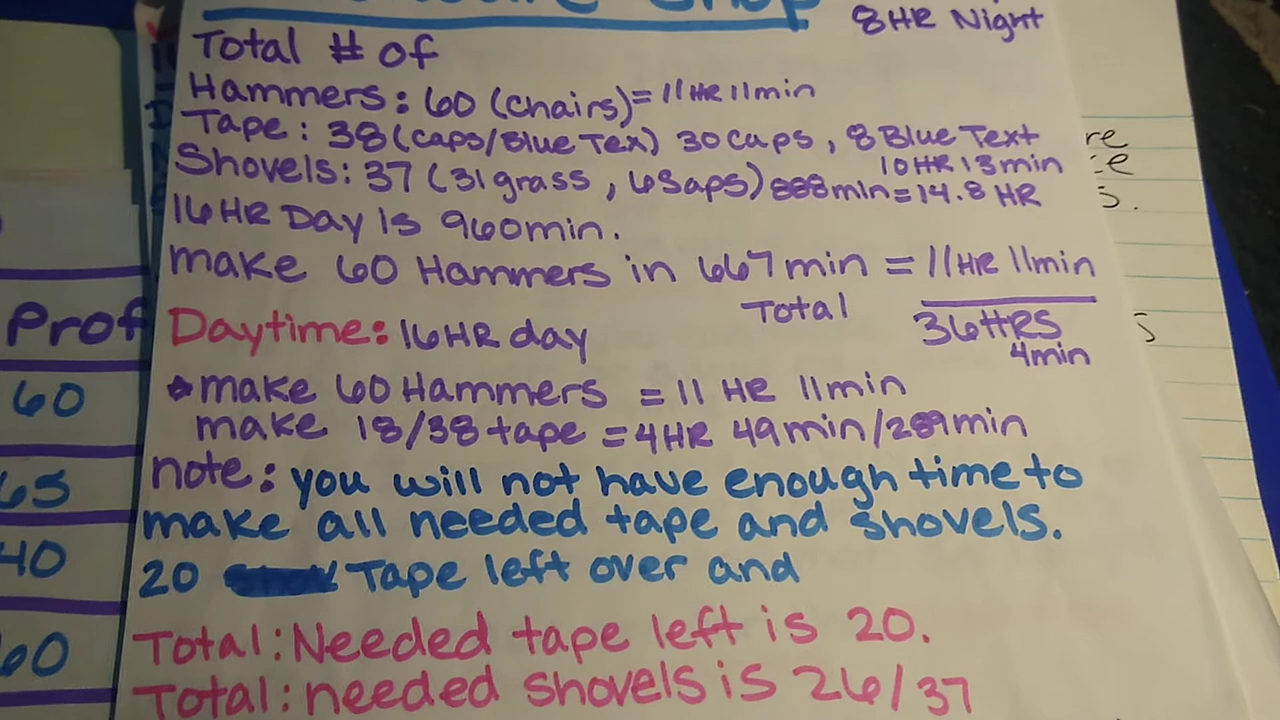 8HR Night
Total # of
Hammers: 60 (chairs)= 11HR 11min
Tape: 38 (caps/Blue Tex) 30 caps, 8 Blue Text
10HR 13min
Shovels: 37 (31 grass, 6 Saps) 888min=14.8 HR
16HR Day is 960min.
make 60 Hammers in 667min = 11HR 11min
Total 36HRS
4min
Daytime: 16HR day
make 60 Hammers = 11 HR 11min
make 18/38 tape = 4HR 49min/289min
note: you will not have enough time to
make all needed tape and shovels.
20 Tape left over and
Total: Needed tape left is 20.
Total: needed shovels is 26/37
Prof
60
65
40
60
re
s.
s